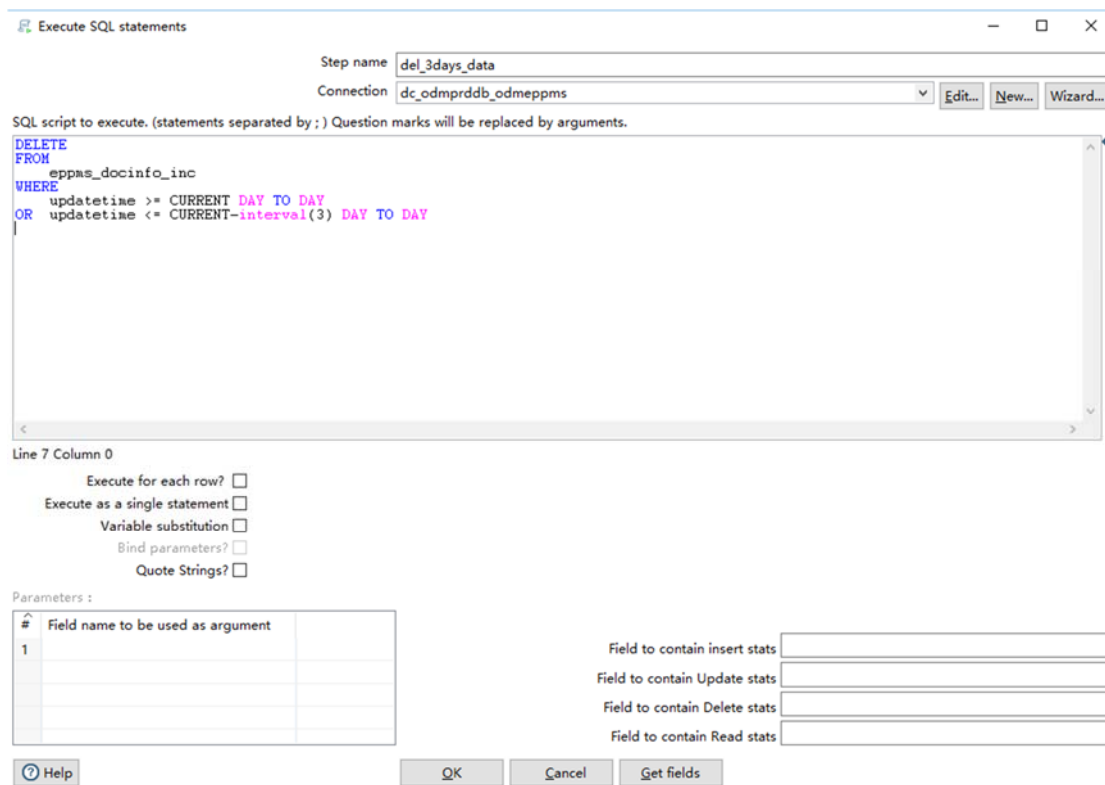 Execute SQL statements
Step name del_3days_data
Connection dc_odmprddb_odmeppms Edit... New... Wizard...
SQL script to execute. (statements separated by ; ) Question marks will be replaced by arguments.
DELETE
FROM
eppms_docinfo_inc
WHERE
updatetime >= CURRENT DAY TO DAY
OR updatetime <= CURRENT-interval(3) DAY TO DAY
Line 7 Column 0
Execute for each row?
Execute as a single statement
Variable substitution
Bind parameters?
Quote Strings?
Parameters :
# Field name to be used as argument
1
Field to contain insert stats
Field to contain Update stats
Field to contain Delete stats
Field to contain Read stats
Help OK Cancel Get fields